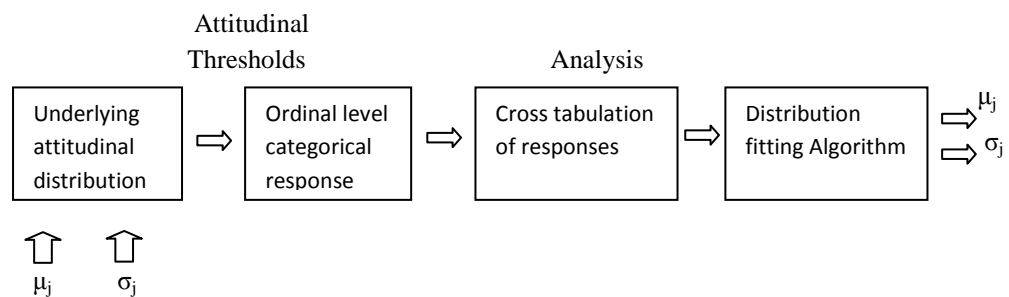 Attitudinal
Thresholds
Analysis
Underlying
attitudinal
distribution
Ordinal level
categorical
response
Cross tabulation
of responses
Distribution
fitting Algorithm
μj
σj
μj
σj